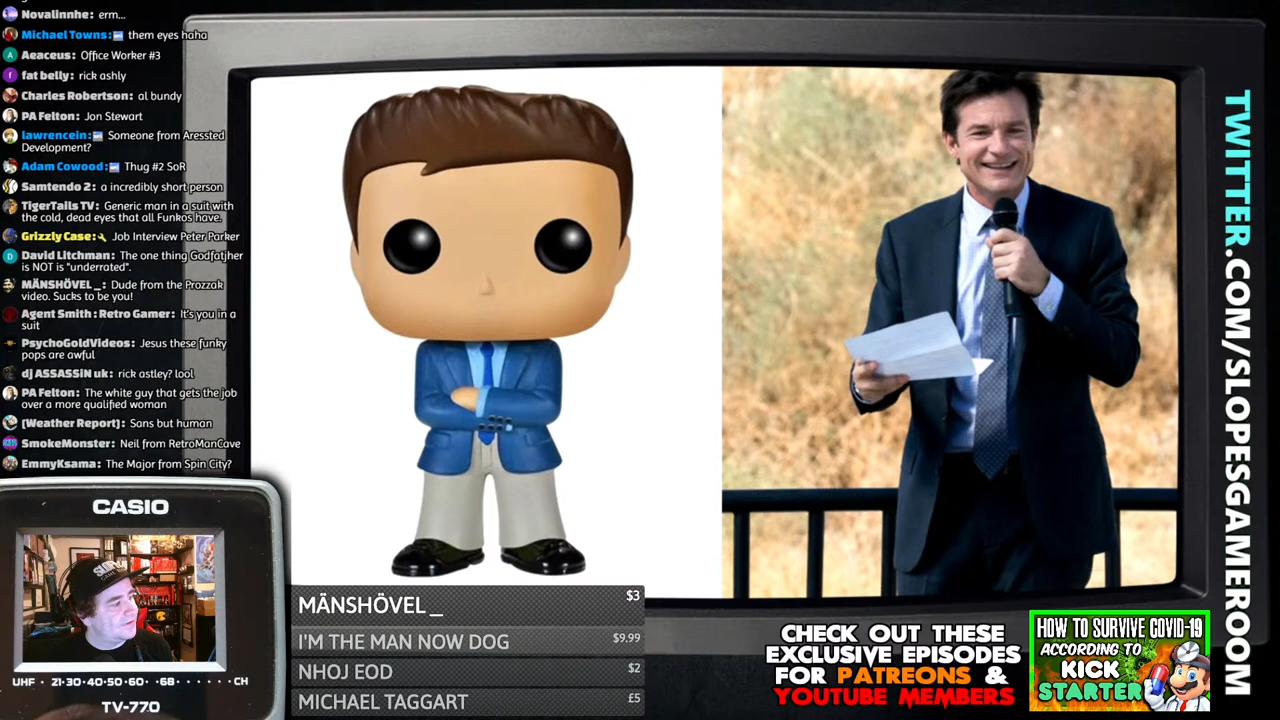 Novalinnhe: erm...
Michael Towns: them eyes haha
A Aeaceus: Office Worker #3
f fat belly: rick ashly
Charles Robertson: al bundy
PA Felton: Jon Stewart
lawrencein: Someone from Aressted
Development?
Adam Cowood: Thug #2 SoR
Samtendo 2: a incredibly short person
TigerTails TV: Generic man in a suit with
the cold, dead eyes that all Funkos have.
Grizzly Case: Job Interview Peter Parker
D David Litchman: The one thing Godfatjher
is NOT is "underrated".
MÄNSHÖVEL_: Dude from the Prozzak
video. Sucks to be you!
Agent Smith : Retro Gamer: It's you in a
suit
PsychoGoldVideos: Jesus these funky
pops are awful
dj ASSASSiN uk: rick astley? lool
PA Felton: The white guy that gets the job
over a more qualified woman
[Weather Report]: Sans but human
SmokeMonster: Neil from RetroManCave
EmmyKsama: The Major from Spin City?
CASIO
UHF - 21·30·40·50·60· ·68 · · · · · · CH
TV-770
MÄNSHÖVEL_ $3
I'M THE MAN NOW DOG $9.99
NHOJ EOD $2
MICHAEL TAGGART £5
CHECK OUT THESE
EXCLUSIVE EPISODES
FOR PATREONS &
YOUTUBE MEMBERS
HOW TO SURVIVE COVID-19
ACCORDING TO
KICK
STARTER
TWITTER.COM/SLOPESGAMEROOM